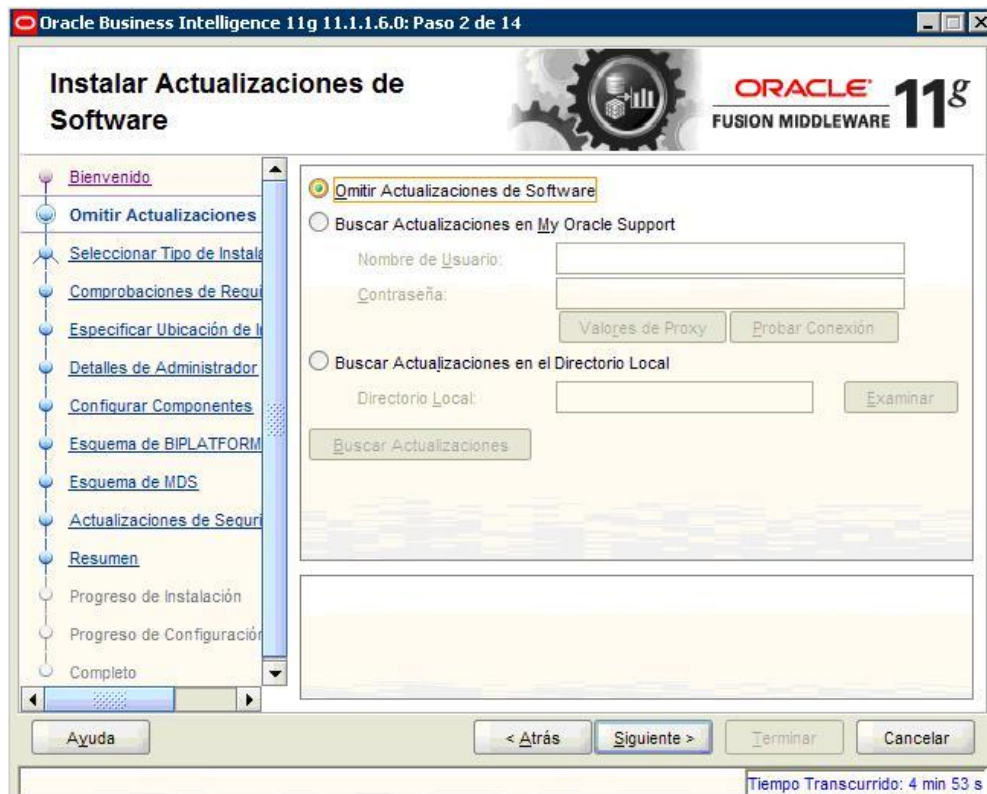 Oracle Business Intelligence 11g 11.1.1.6.0: Paso 2 de 14
Instalar Actualizaciones de
Software
ORACLE
FUSION MIDDLEWARE
11g
Bienvenido
Omitir Actualizaciones
Seleccionar Tipo de Instala
Comprobaciones de Requi
Especificar Ubicación de I
Detalles de Administrador
Configurar Componentes
Esquema de BIPLATFORM
Esquema de MDS
Actualizaciones de Seguri
Resumen
Progreso de Instalación
Progreso de Configuración
Completo
Omitir Actualizaciones de Software
Buscar Actualizaciones en My Oracle Support
Nombre de Usuario:
Contraseña:
Valores de Proxy Probar Conexión
Buscar Actualizaciones en el Directorio Local
Directorio Local: Examinar
Buscar Actualizaciones
Ayuda < Atrás Siguiente > Terminar Cancelar
Tiempo Transcurrido: 4 min 53 s